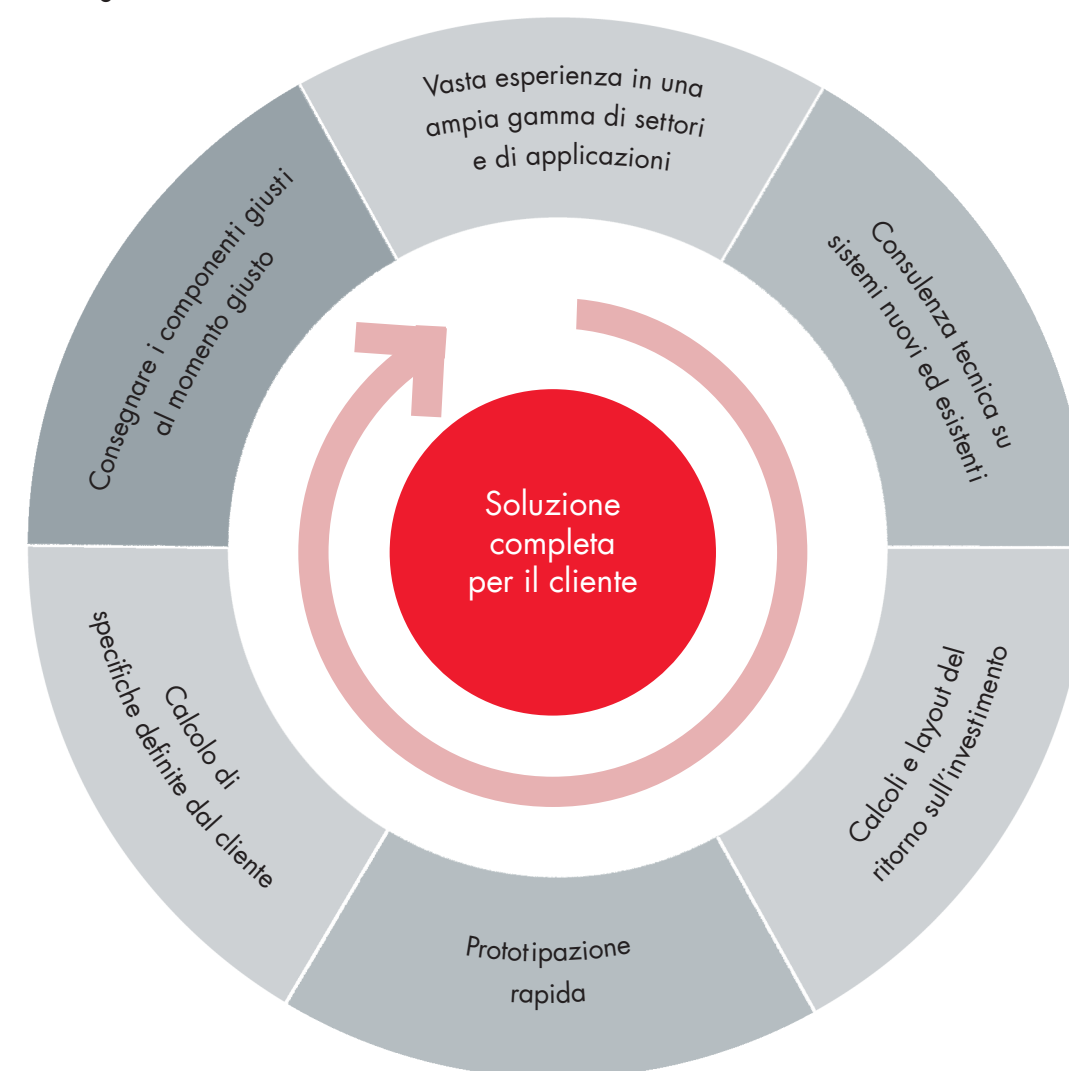 Vasta esperienza in una
ampia gamma di settori
e di applicazioni
Consulenza tecnica su
sistemi nuovi ed esistenti
Calcoli e layout del
ritorno sull'investimento
Prototipazione
rapida
Calcolo di
specifiche definite dal cliente
Consegnare i componenti giusti
al momento giusto
Soluzione
completa
per il cliente